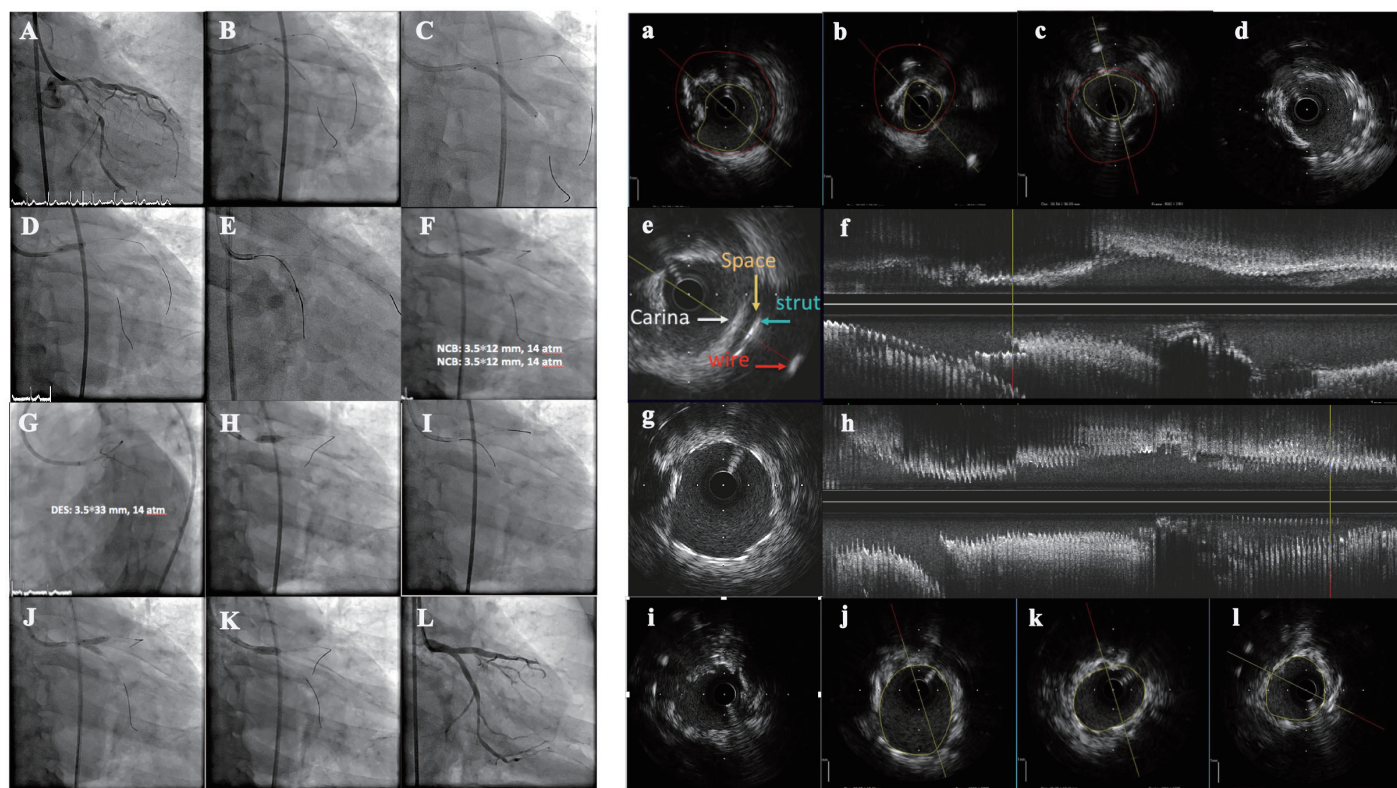 A
B
C
D
E
F
NCB: 3.5*12 mm, 14 atm
NCB: 3.5*12 mm, 14 atm
G
DES: 3.5*33 mm, 14 atm
H
I
J
K
L
a
b
c
d
e
Space
strut
Carina
wire
f
g
h
i
j
k
l